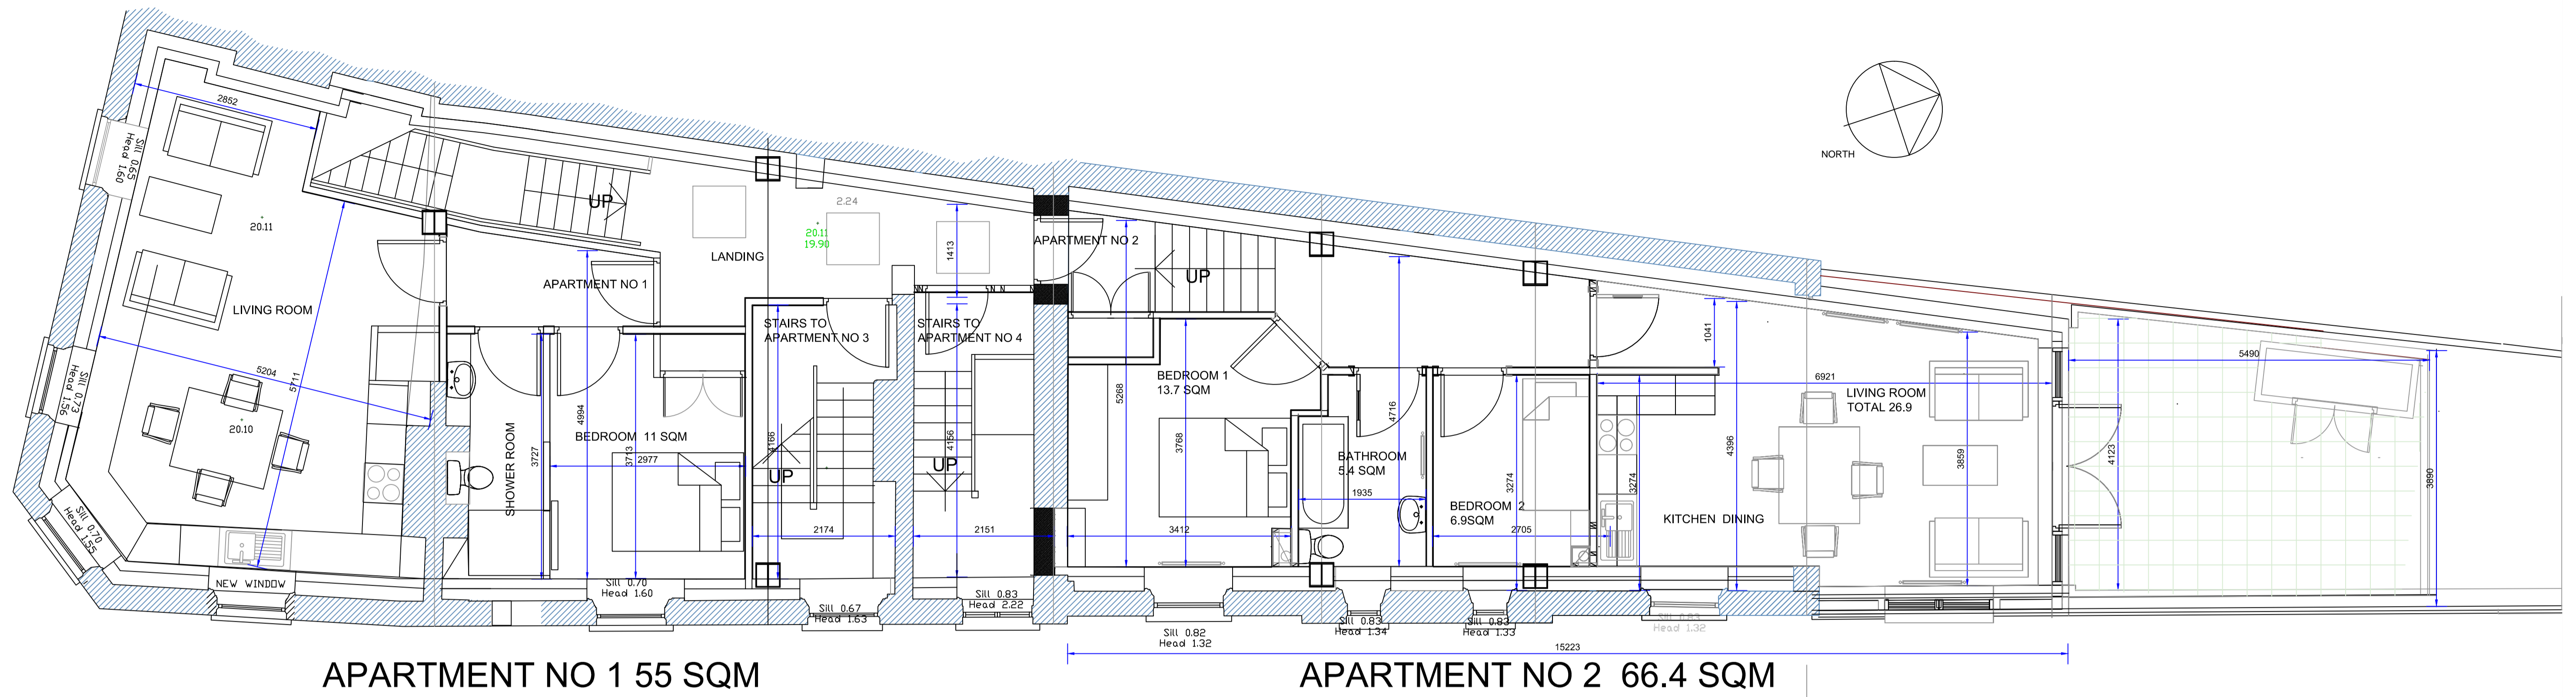 2852
Sill 0.65
Head 1.60
20.11
LIVING ROOM
5204
5711
Sill 0.73
Head 1.56
20.10
Sill 0.70
Head 1.55
NEW WINDOW
UP
APARTMENT NO 1
4994
SHOWER ROOM
3727
BEDROOM 11 SQM
2977
3713
Sill 0.70
Head 1.60
LANDING
2.24
20.11
19.90
1413
STAIRS TO
APARTMENT NO 3
4166
UP
2174
Sill 0.67
Head 1.63
STAIRS TO
APARTMENT NO 4
4156
UP
2151
Sill 0.83
Head 2.22
APARTMENT NO 2
UP
5268
BEDROOM 1
13.7 SQM
3768
3412
Sill 0.82
Head 1.32
4716
BATHROOM
5.4 SQM
1935
Sill 0.83
Head 1.34
BEDROOM 2
6.9SQM
3274
2705
Sill 0.83
Head 1.33
3274
KITCHEN DINING
1041
4396
6921
LIVING ROOM
TOTAL 26.9
3859
Sill 0.83
Head 1.32
NORTH
5490
4123
3890
15223
APARTMENT NO 1 55 SQM
APARTMENT NO 2 66.4 SQM